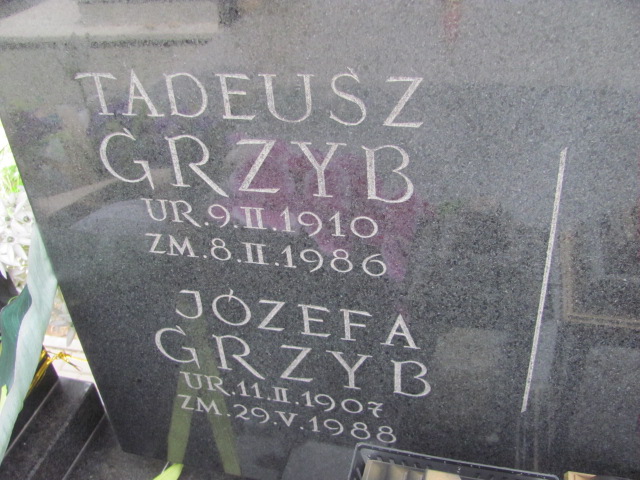 TADEUSZ
GRZYB
UR.9.II.1910
ZM.8.II.1986
JÓZEFA
GRZYB
UR.11.II.1907
ZM.29.V.1988